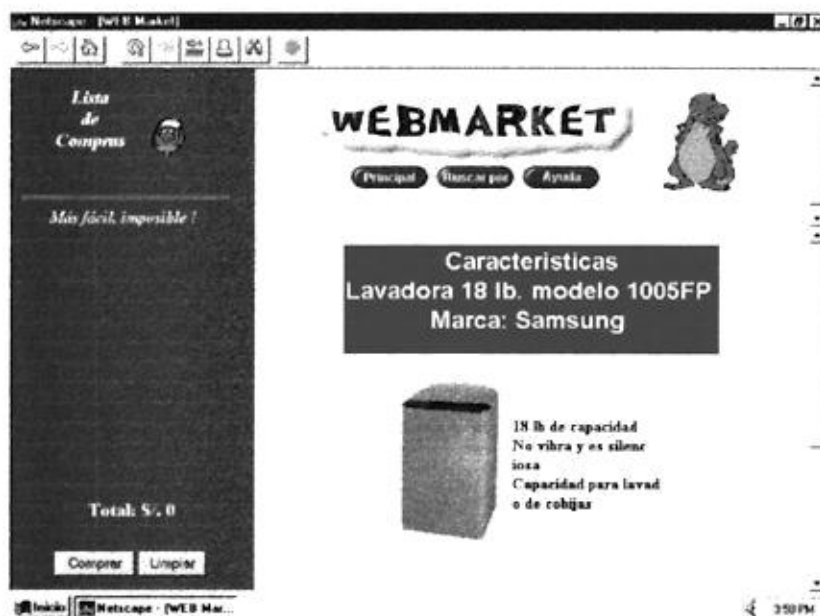 Netscape - [WEB Market]
Lista
de
Compras
Más fácil, imposible !
Total: S/. 0
Comprar Limpiar
WEBMARKET
Principal Buscar por Ayuda
Caracteristicas
Lavadora 18 lb. modelo 1005FP
Marca: Samsung
18 lb de capacidad
No vibra y es silenc
iosa
Capacidad para lavad
o de cobijas
Inicio Netscape - [WEB Mar... 3:58 PM